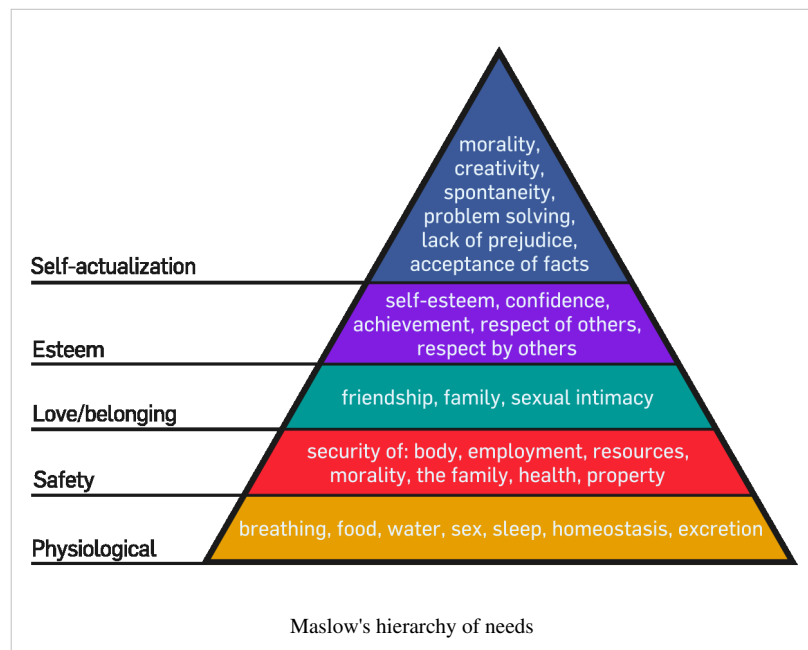 morality,
creativity,
spontaneity,
problem solving,
lack of prejudice,
acceptance of facts
Self-actualization
self-esteem, confidence,
achievement, respect of others,
respect by others
Esteem
friendship, family, sexual intimacy
Love/belonging
security of: body, employment, resources,
morality, the family, health, property
Safety
breathing, food, water, sex, sleep, homeostasis, excretion
Physiological
Maslow's hierarchy of needs